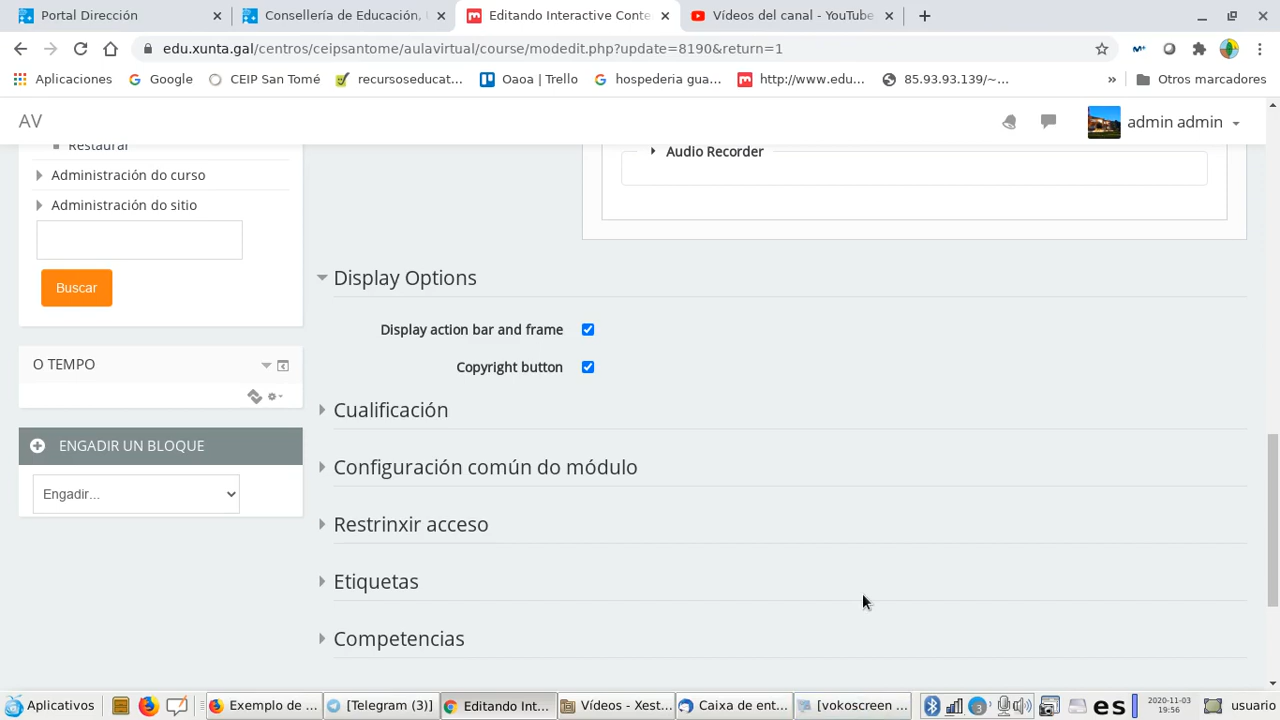 Portal Dirección
Consellería de Educación, U
Editando Interactive Conte
Vídeos del canal - YouTube
edu.xunta.gal/centros/ceipsantome/aulavirtual/course/modedit.php?update=8190&return=1
Aplicaciones
Google
CEIP San Tomé
recursoseducat...
Oaoa | Trello
hospederia gua...
http://www.edu...
85.93.93.139/~...
»
Otros marcadores
AV
admin admin
Restaurar
Administración do curso
Administración do sitio
Buscar
O TEMPO
ENGADIR UN BLOQUE
Engadir...
Audio Recorder
Display Options
Display action bar and frame
Copyright button
Cualificación
Configuración común do módulo
Restrinxir acceso
Etiquetas
Competencias
Aplicativos
Exemplo de ...
[Telegram (3)]
Editando Int...
Vídeos - Xest...
Caixa de ent...
[vokoscreen ...
es
2020-11-03
19:56
usuario